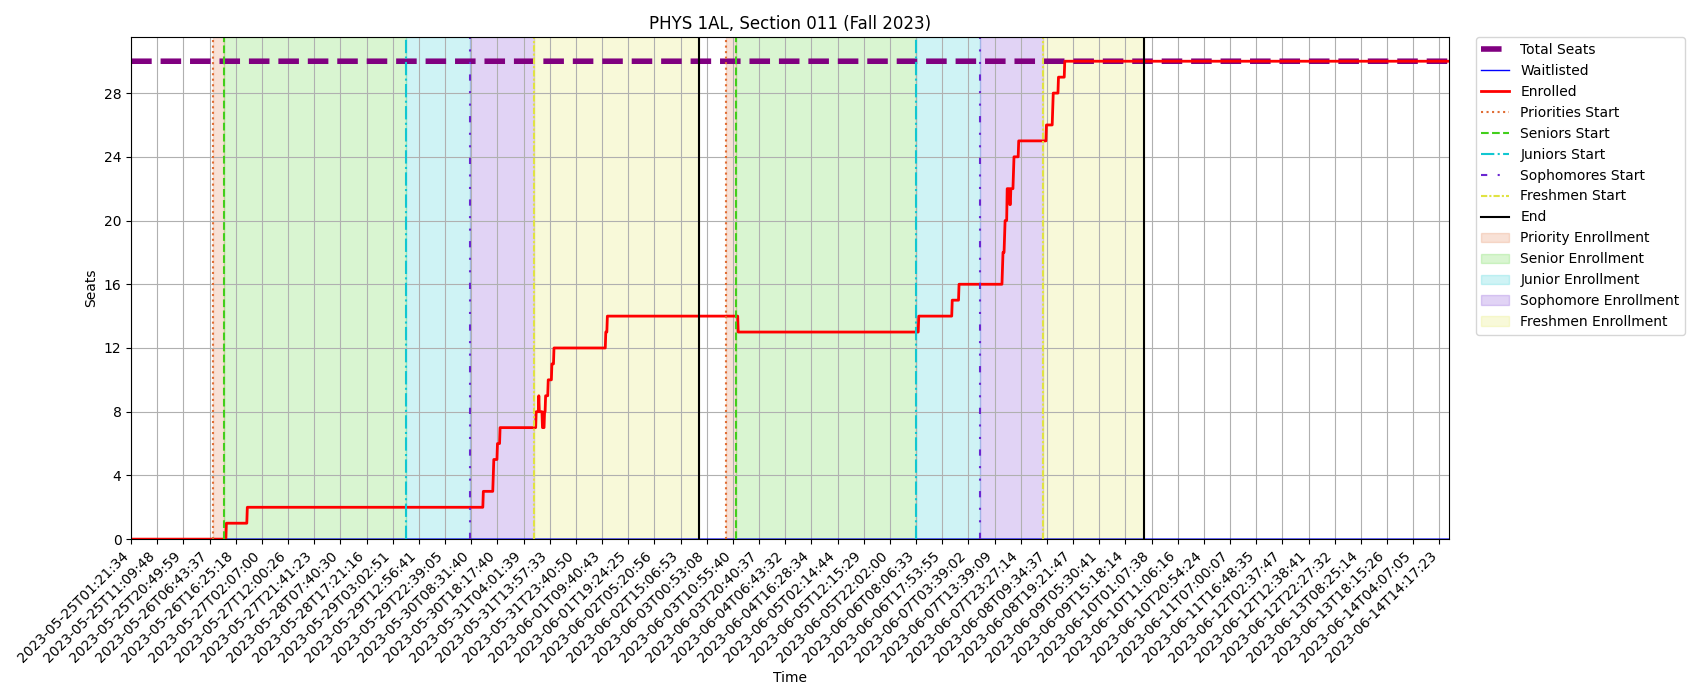 PHYS 1AL, Section 011 (Fall 2023)
Total Seats
Waitlisted
Enrolled
Priorities Start
Seniors Start
Juniors Start
Sophomores Start
Freshmen Start
End
Priority Enrollment
Senior Enrollment
Junior Enrollment
Sophomore Enrollment
Freshmen Enrollment
Seats
28
24
20
16
12
8
4
0
2023-05-25T01:21:34
2023-05-25T11:09:48
2023-05-25T20:49:59
2023-05-26T06:43:37
2023-05-26T16:25:18
2023-05-27T02:07:00
2023-05-27T12:00:26
2023-05-27T21:41:23
2023-05-28T07:40:30
2023-05-28T17:21:16
2023-05-29T03:02:51
2023-05-29T12:56:41
2023-05-29T22:39:05
2023-05-30T08:31:40
2023-05-30T18:17:40
2023-05-31T04:01:39
2023-05-31T13:57:33
2023-05-31T23:40:50
2023-06-01T09:40:43
2023-06-01T19:24:25
2023-06-02T05:20:56
2023-06-02T15:06:53
2023-06-03T00:53:08
2023-06-03T10:55:40
2023-06-03T20:40:37
2023-06-04T06:43:32
2023-06-04T16:28:34
2023-06-05T02:14:44
2023-06-05T12:15:29
2023-06-05T22:02:00
2023-06-06T08:06:33
2023-06-06T17:53:55
2023-06-07T03:39:02
2023-06-07T13:39:09
2023-06-07T23:27:14
2023-06-08T09:34:37
2023-06-08T19:21:47
2023-06-09T05:30:41
2023-06-09T15:18:14
2023-06-10T01:07:38
2023-06-10T11:06:16
2023-06-10T20:54:24
2023-06-11T07:00:07
2023-06-11T16:48:35
2023-06-12T02:37:47
2023-06-12T12:38:41
2023-06-12T22:27:32
2023-06-13T08:25:14
2023-06-13T18:15:26
2023-06-14T04:07:05
2023-06-14T14:17:23
Time